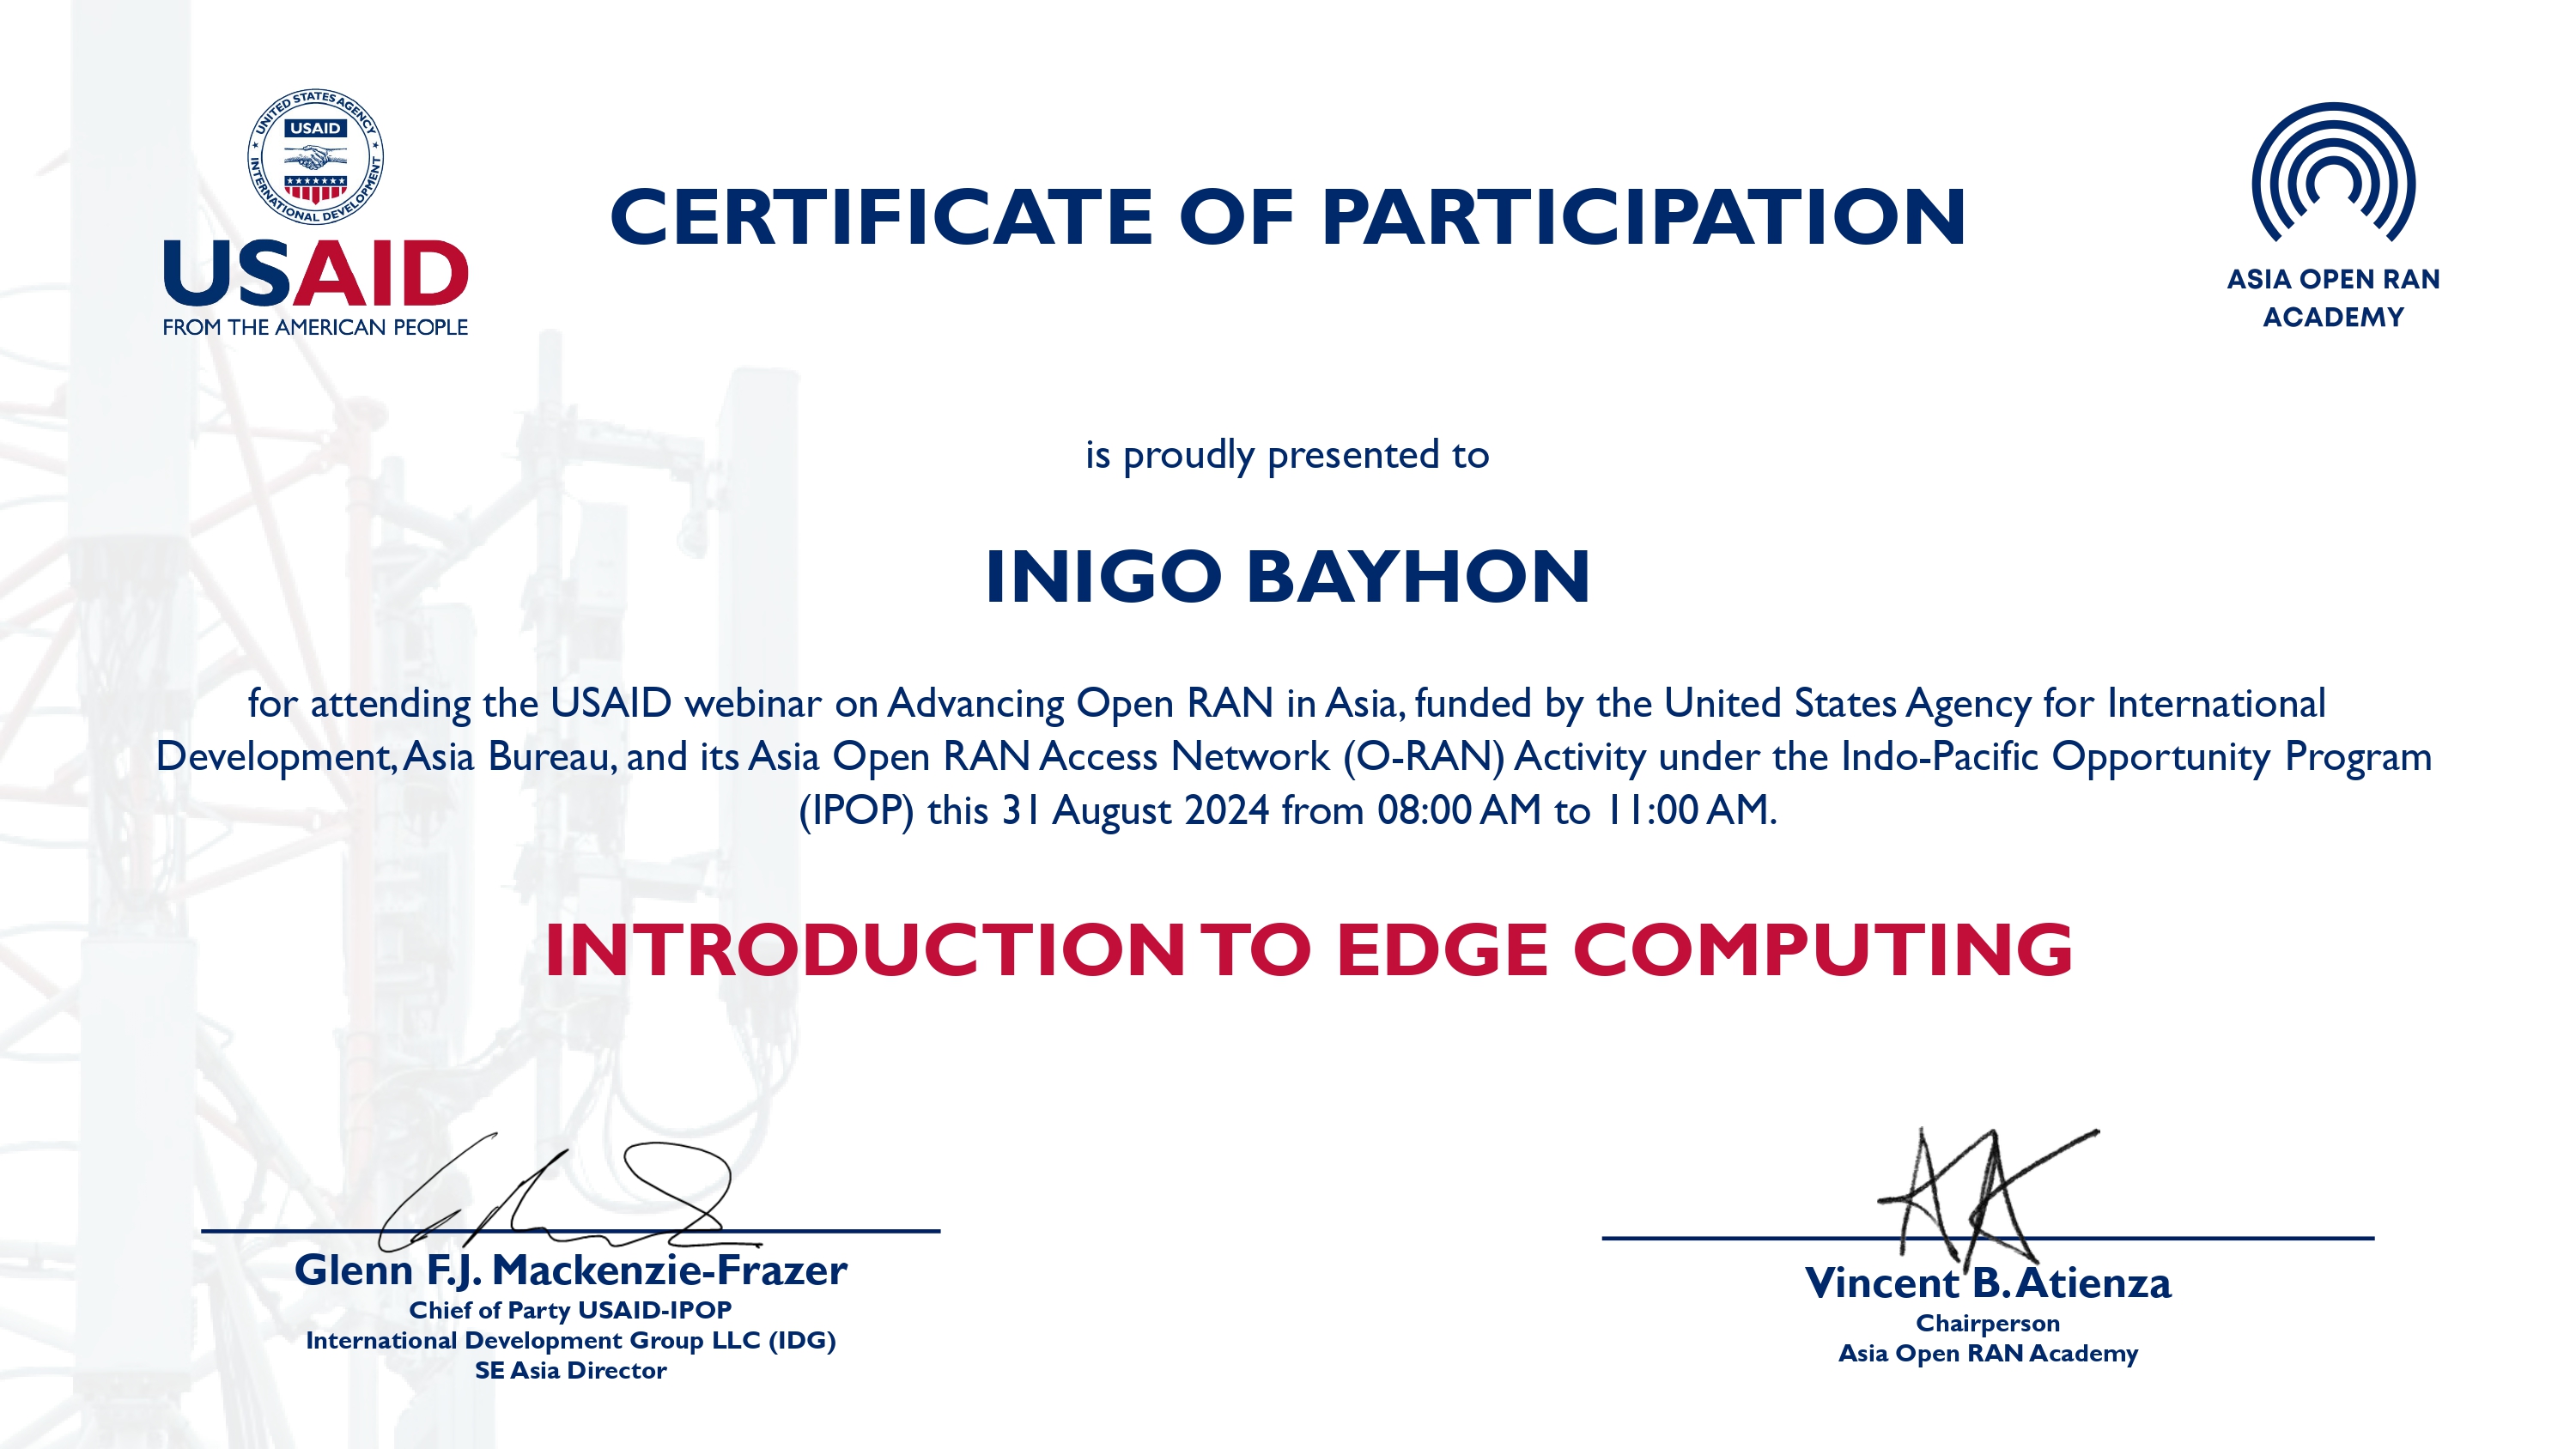 UNITED STATES AGENCY
USAID
INTERNATIONAL DEVELOPMENT
USAID
FROM THE AMERICAN PEOPLE
CERTIFICATE OF PARTICIPATION
ASIA OPEN RAN
ACADEMY
is proudly presented to
INIGO BAYHON
for attending the USAID webinar on Advancing Open RAN in Asia, funded by the United States Agency for International
Development, Asia Bureau, and its Asia Open RAN Access Network (O-RAN) Activity under the Indo-Pacific Opportunity Program
(IPOP) this 31 August 2024 from 08:00 AM to 11:00 AM.
INTRODUCTION TO EDGE COMPUTING
Glenn F.J. Mackenzie-Frazer
Chief of Party USAID-IPOP
International Development Group LLC (IDG)
SE Asia Director
Vincent B. Atienza
Chairperson
Asia Open RAN Academy